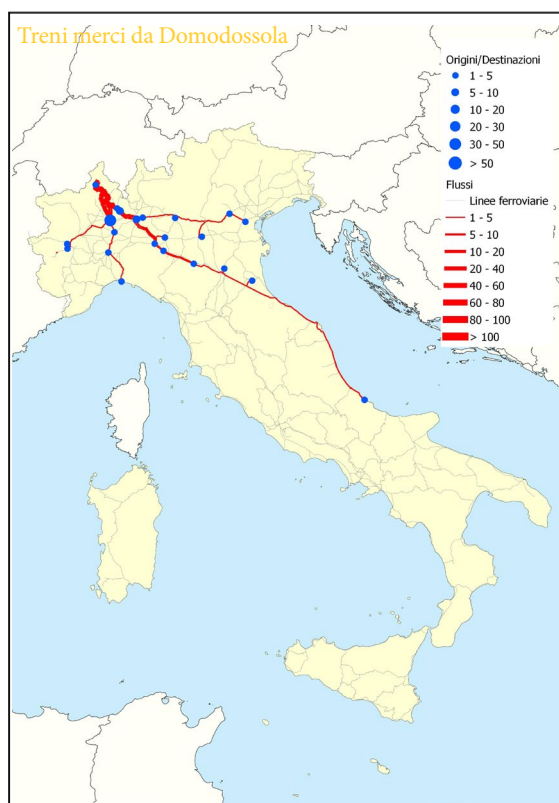 Treni merci da Domodossola
Origini/Destinazioni
1 - 5
5 - 10
10 - 20
20 - 30
30 - 50
> 50
Flussi
Linee ferroviarie
1 - 5
5 - 10
10 - 20
20 - 40
40 - 60
60 - 80
80 - 100
> 100